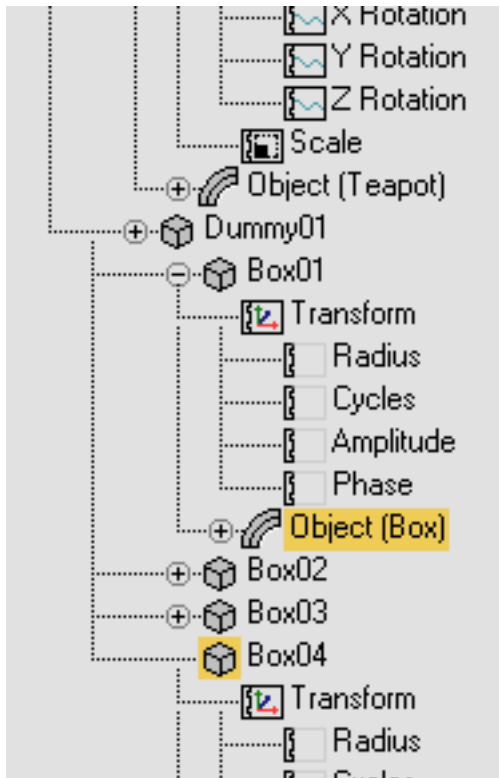 X Rotation
Y Rotation
Z Rotation
Scale
Object (Teapot)
Dummy01
Box01
Transform
Radius
Cycles
Amplitude
Phase
Object (Box)
Box02
Box03
Box04
Transform
Radius
Cycles